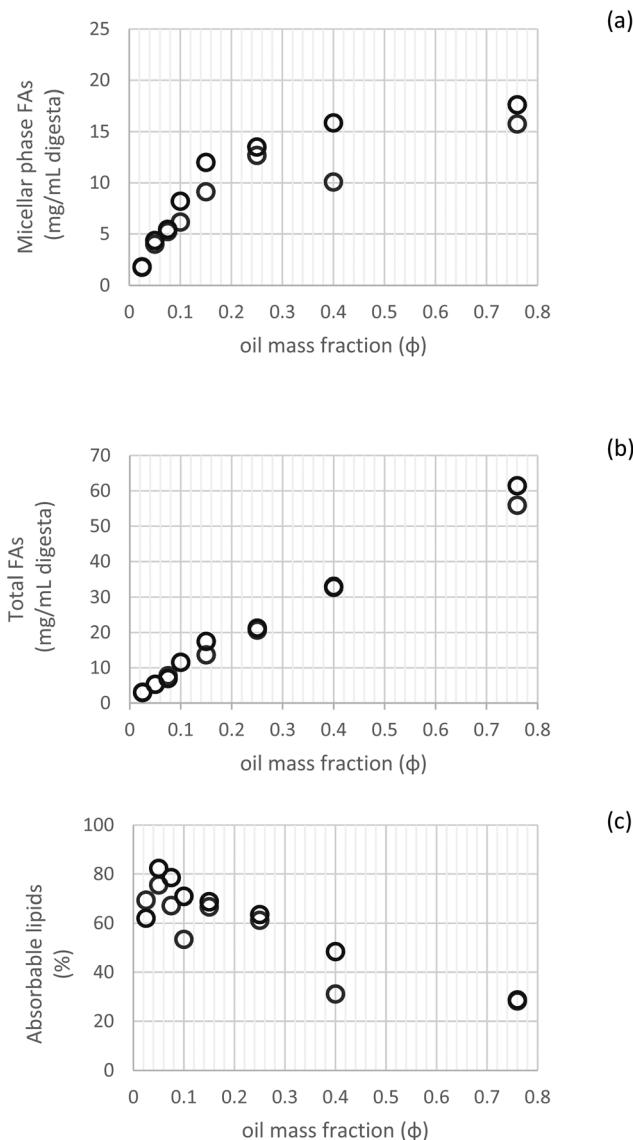 (a)
Micellar phase FAs
(mg/mL digesta)
25
20
15
10
5
0
0 0.1 0.2 0.3 0.4 0.5 0.6 0.7 0.8
oil mass fraction (ϕ)
(b)
Total FAs
(mg/mL digesta)
70
60
50
40
30
20
10
0
0 0.1 0.2 0.3 0.4 0.5 0.6 0.7 0.8
oil mass fraction (ϕ)
(c)
Absorbable lipids
(%)
100
80
60
40
20
0
0 0.1 0.2 0.3 0.4 0.5 0.6 0.7 0.8
oil mass fraction (ϕ)